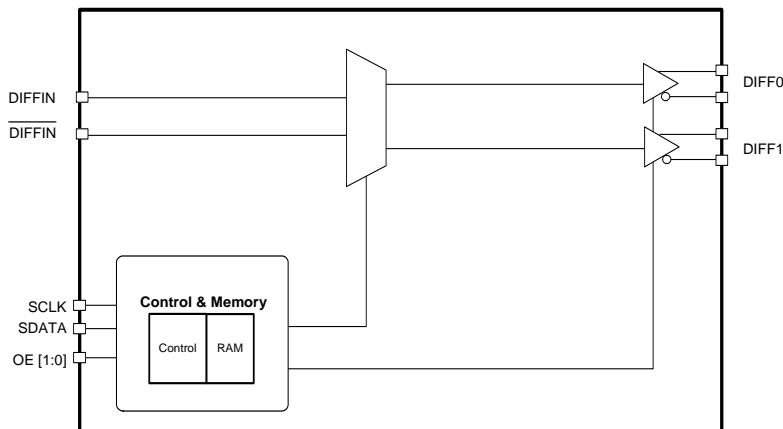 DIFFIN
DIFFIN
DIFF0
DIFF1
SCLK
SDATA
OE [1:0]
Control & Memory
Control
RAM